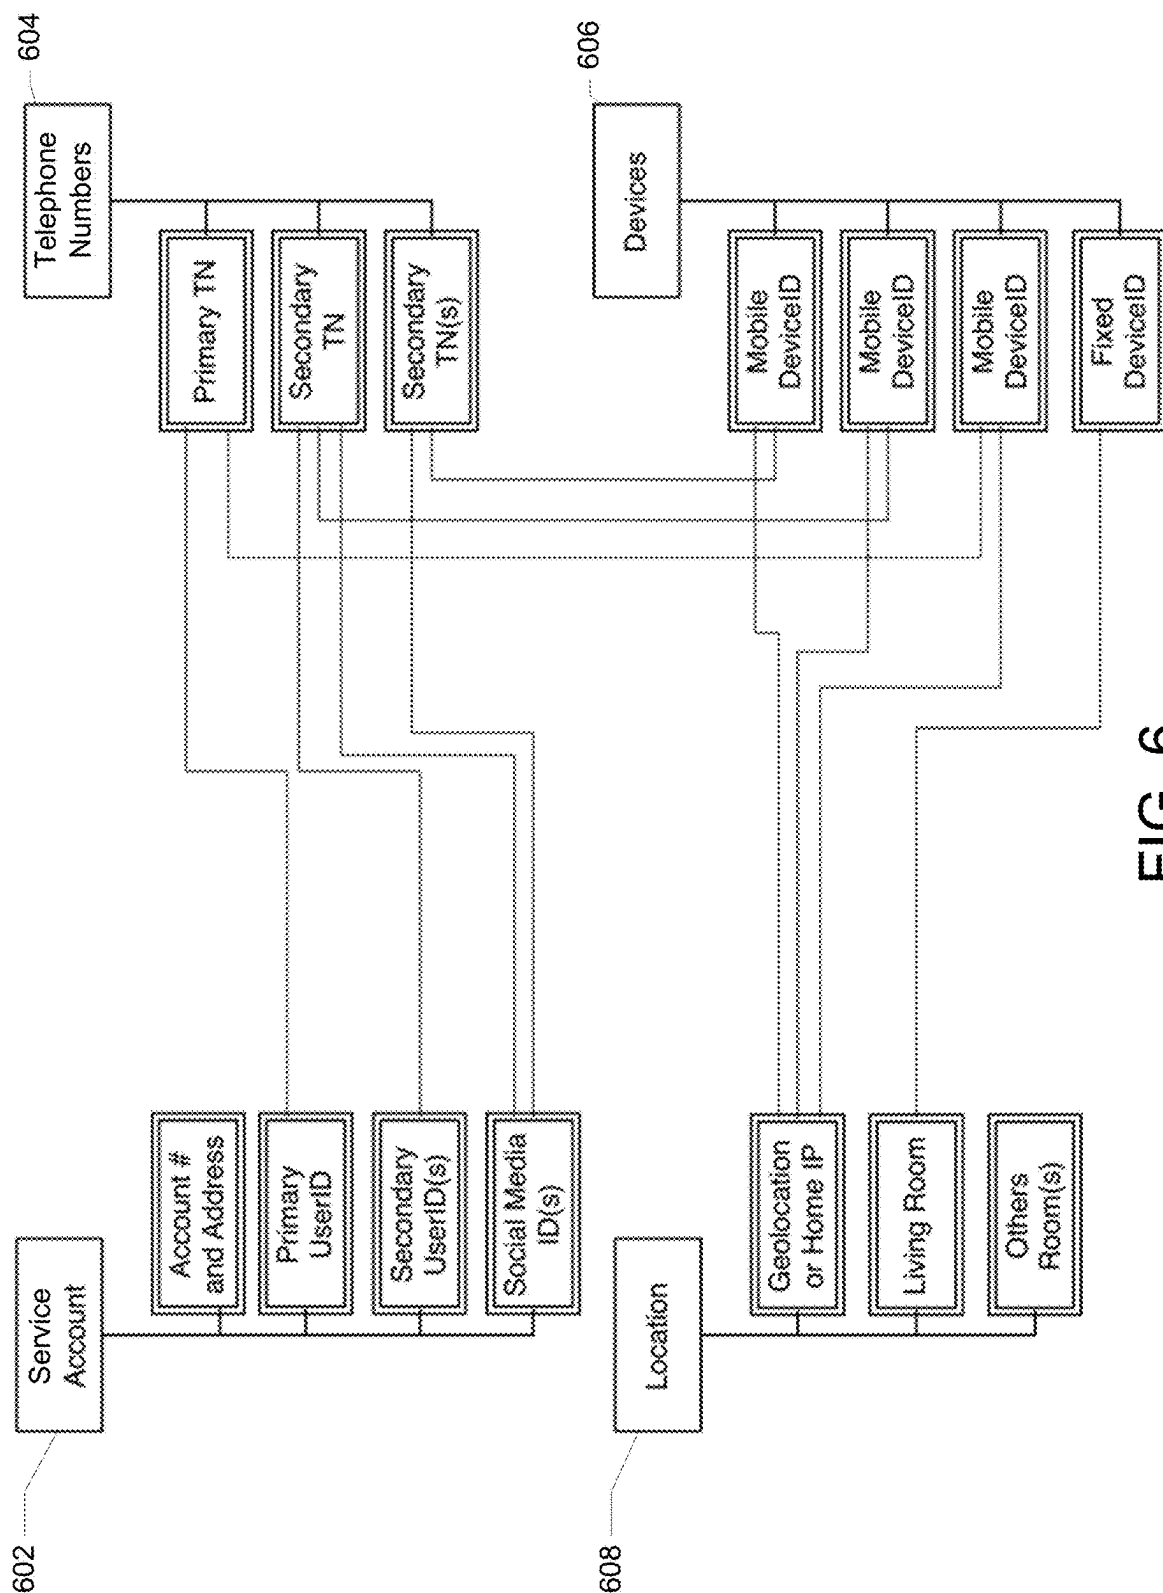 602
Service
Account
Account #
and Address
Primary
UserID
Secondary
UserID(s)
Social Media
ID(s)
604
Telephone
Numbers
Primary TN
Secondary
TN
Secondary
TN(s)
608
Location
Geolocation
or Home IP
Living Room
Others
Room(s)
606
Devices
Mobile
DeviceID
Mobile
DeviceID
Mobile
DeviceID
Fixed
DeviceID
FIG. 6